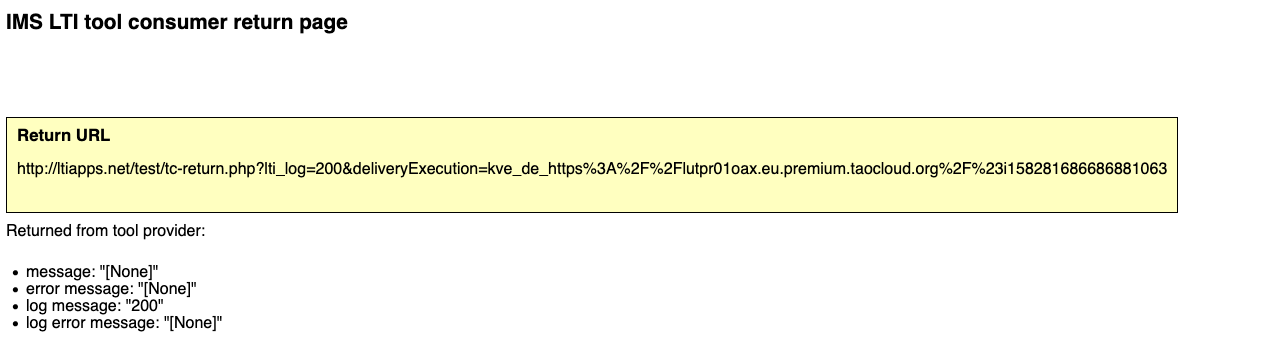 IMS LTI tool consumer return page
Return URL
http://ltiapps.net/test/tc-return.php?lti_log=200&deliveryExecution=kve_de_https%3A%2F%2Flutpr01oax.eu.premium.taocloud.org%2F%23i158281686686881063
Returned from tool provider:
• message: "[None]"
• error message: "[None]"
• log message: "200"
• log error message: "[None]"